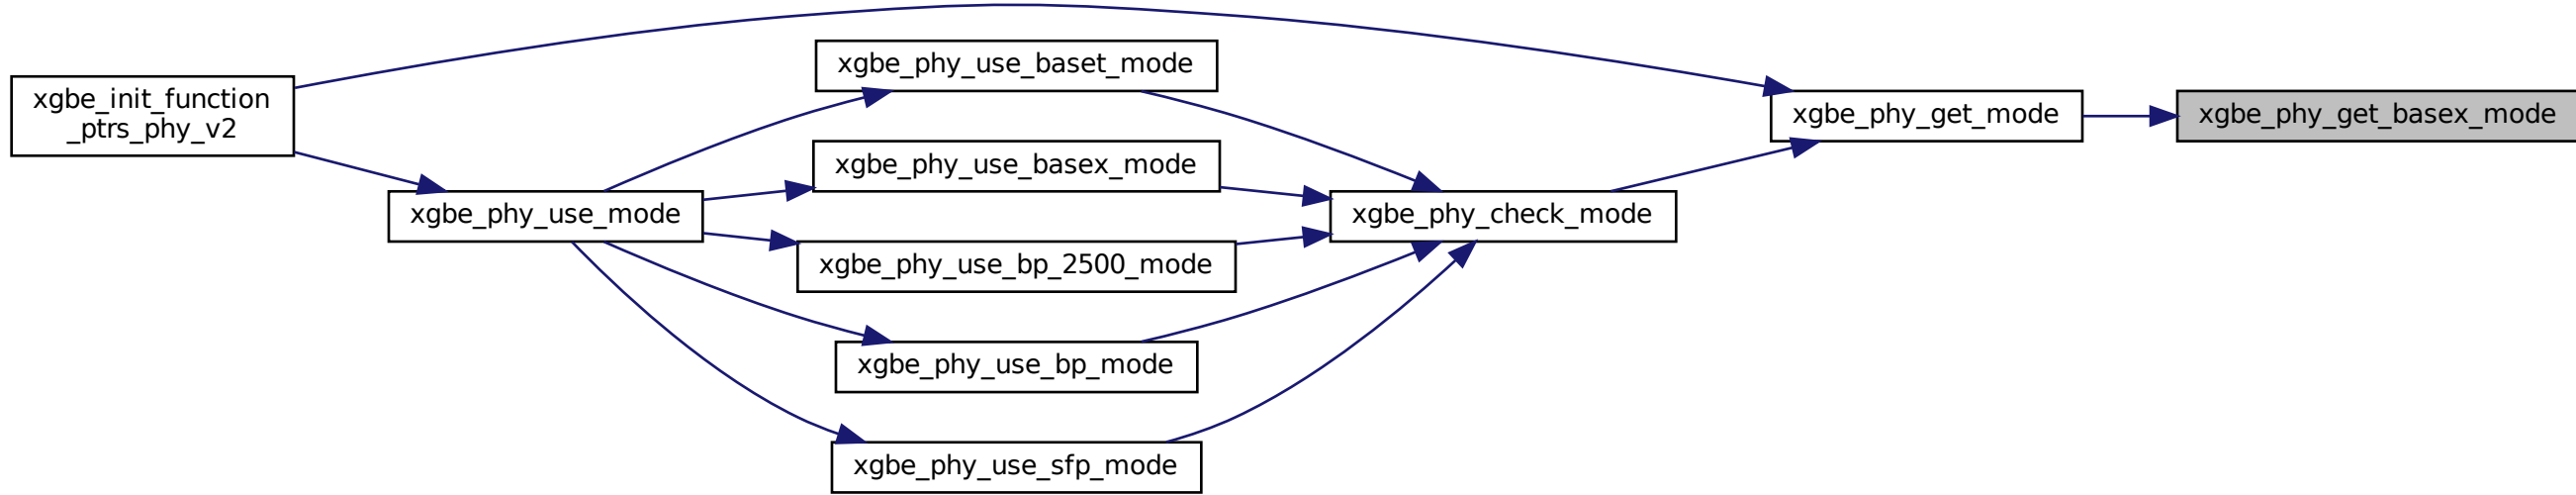 xgbe_init_function
_ptrs_phy_v2
xgbe_phy_use_mode
xgbe_phy_use_baset_mode
xgbe_phy_use_basex_mode
xgbe_phy_use_bp_2500_mode
xgbe_phy_use_bp_mode
xgbe_phy_use_sfp_mode
xgbe_phy_check_mode
xgbe_phy_get_mode
xgbe_phy_get_basex_mode